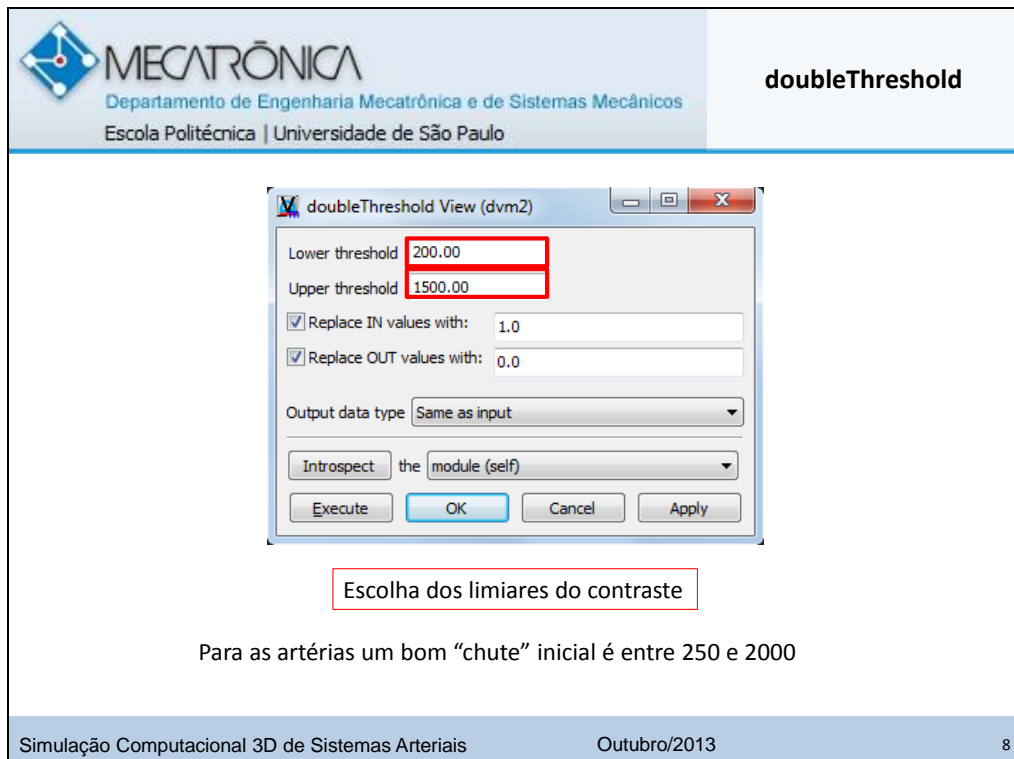 MECATRÔNICA
doubleThreshold
Departamento de Engenharia Mecatrônica e de Sistemas Mecânicos
Escola Politécnica | Universidade de São Paulo
doubleThreshold View (dvm2)
Lower threshold 200.00
Upper threshold 1500.00
Replace IN values with: 1.0
Replace OUT values with: 0.0
Output data type Same as input
Introspect the module (self)
Execute OK Cancel Apply
Escolha dos limiares do contraste
Para as artérias um bom “chute” inicial é entre 250 e 2000
Simulação Computacional 3D de Sistemas Arteriais Outubro/2013 8